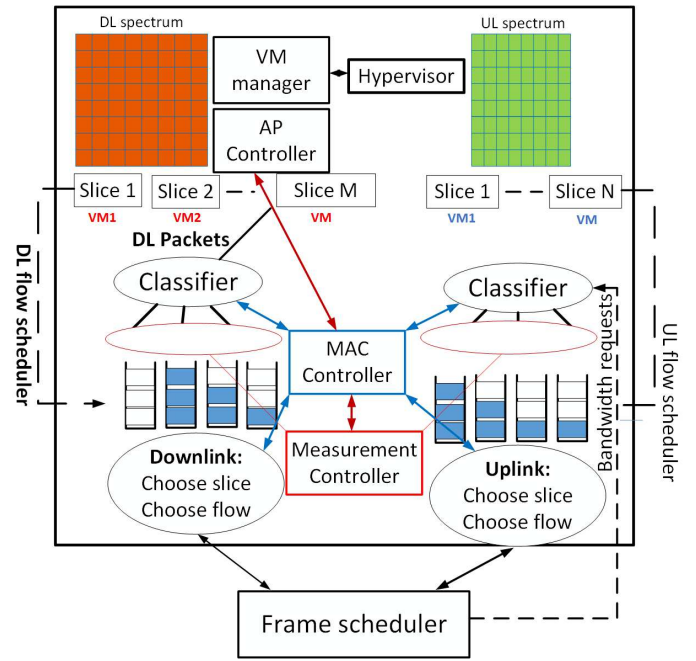 DL spectrum
UL spectrum
VM
manager
Hypervisor
AP
Controller
Slice 1
Slice 2
Slice M
Slice 1
Slice N
VM1
VM2
VM
VM1
VM
DL Packets
DL flow scheduler
Classifier
Classifier
MAC
Controller
Bandwidth requests
UL flow scheduler
Measurement
Controller
Downlink:
Choose slice
Choose flow
Uplink:
Choose slice
Choose flow
Frame scheduler